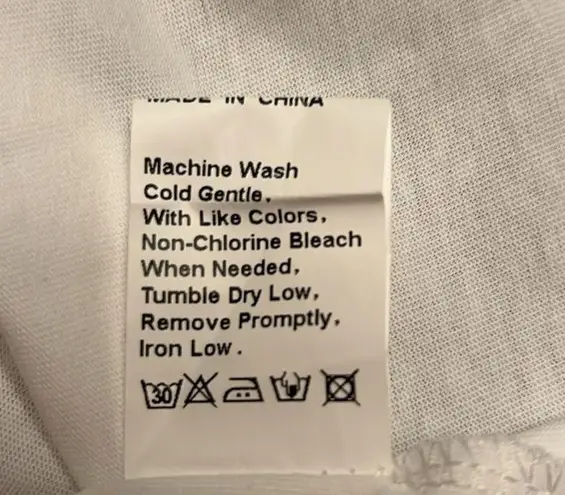 MADE IN CHINA
Machine Wash
Cold Gentle.
With Like Colors,
Non-Chlorine Bleach
When Needed,
Tumble Dry Low,
Remove Promptly,
Iron Low.
30